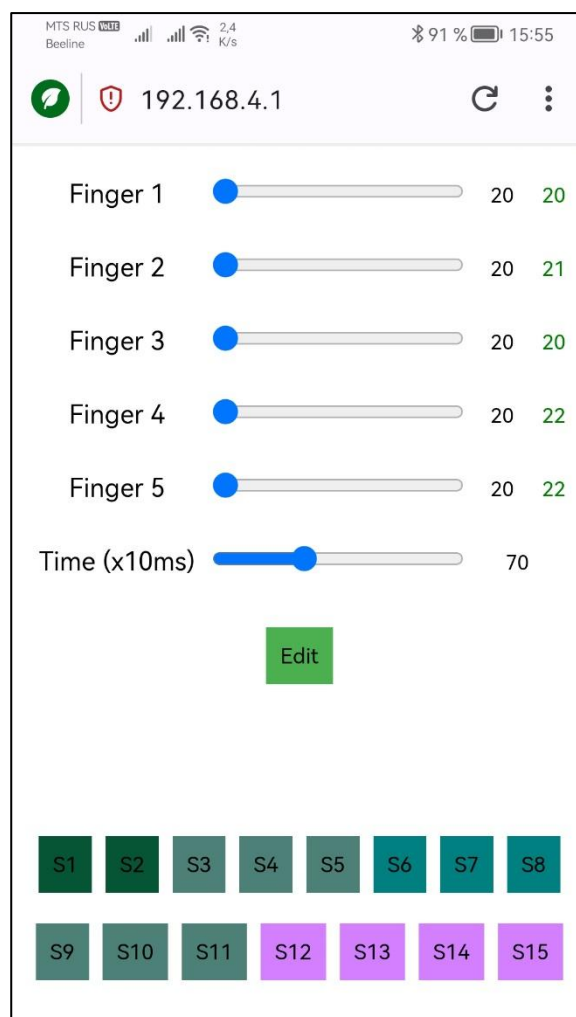 MTS RUS VoLTE 2,4 91 % 15:55
Beeline K/s
192.168.4.1
Finger 1 20 20
Finger 2 20 21
Finger 3 20 20
Finger 4 20 22
Finger 5 20 22
Time (x10ms) 70
Edit
S1 S2 S3 S4 S5 S6 S7 S8
S9 S10 S11 S12 S13 S14 S15